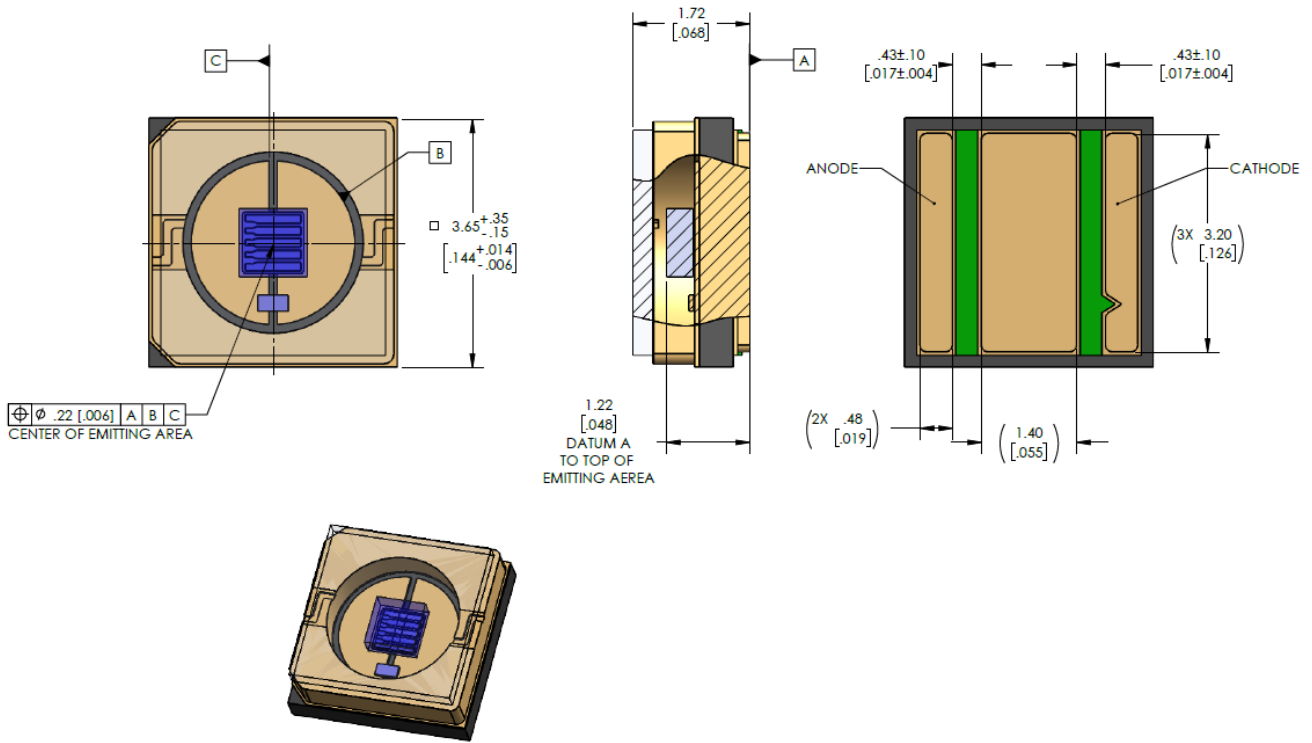 C
B
□ 3.65 +.35 -.15
[.144 +.014 -.006]
⌖ ⌀ .22 [.006] A B C
CENTER OF EMITTING AREA
1.72
[.068]
A
1.22
[.048]
DATUM A
TO TOP OF
EMITTING AEREA
.43±.10
[.017±.004]
.43±.10
[.017±.004]
ANODE
CATHODE
(3X 3.20
[.126])
(2X .48
[.019])
(1.40
[.055])